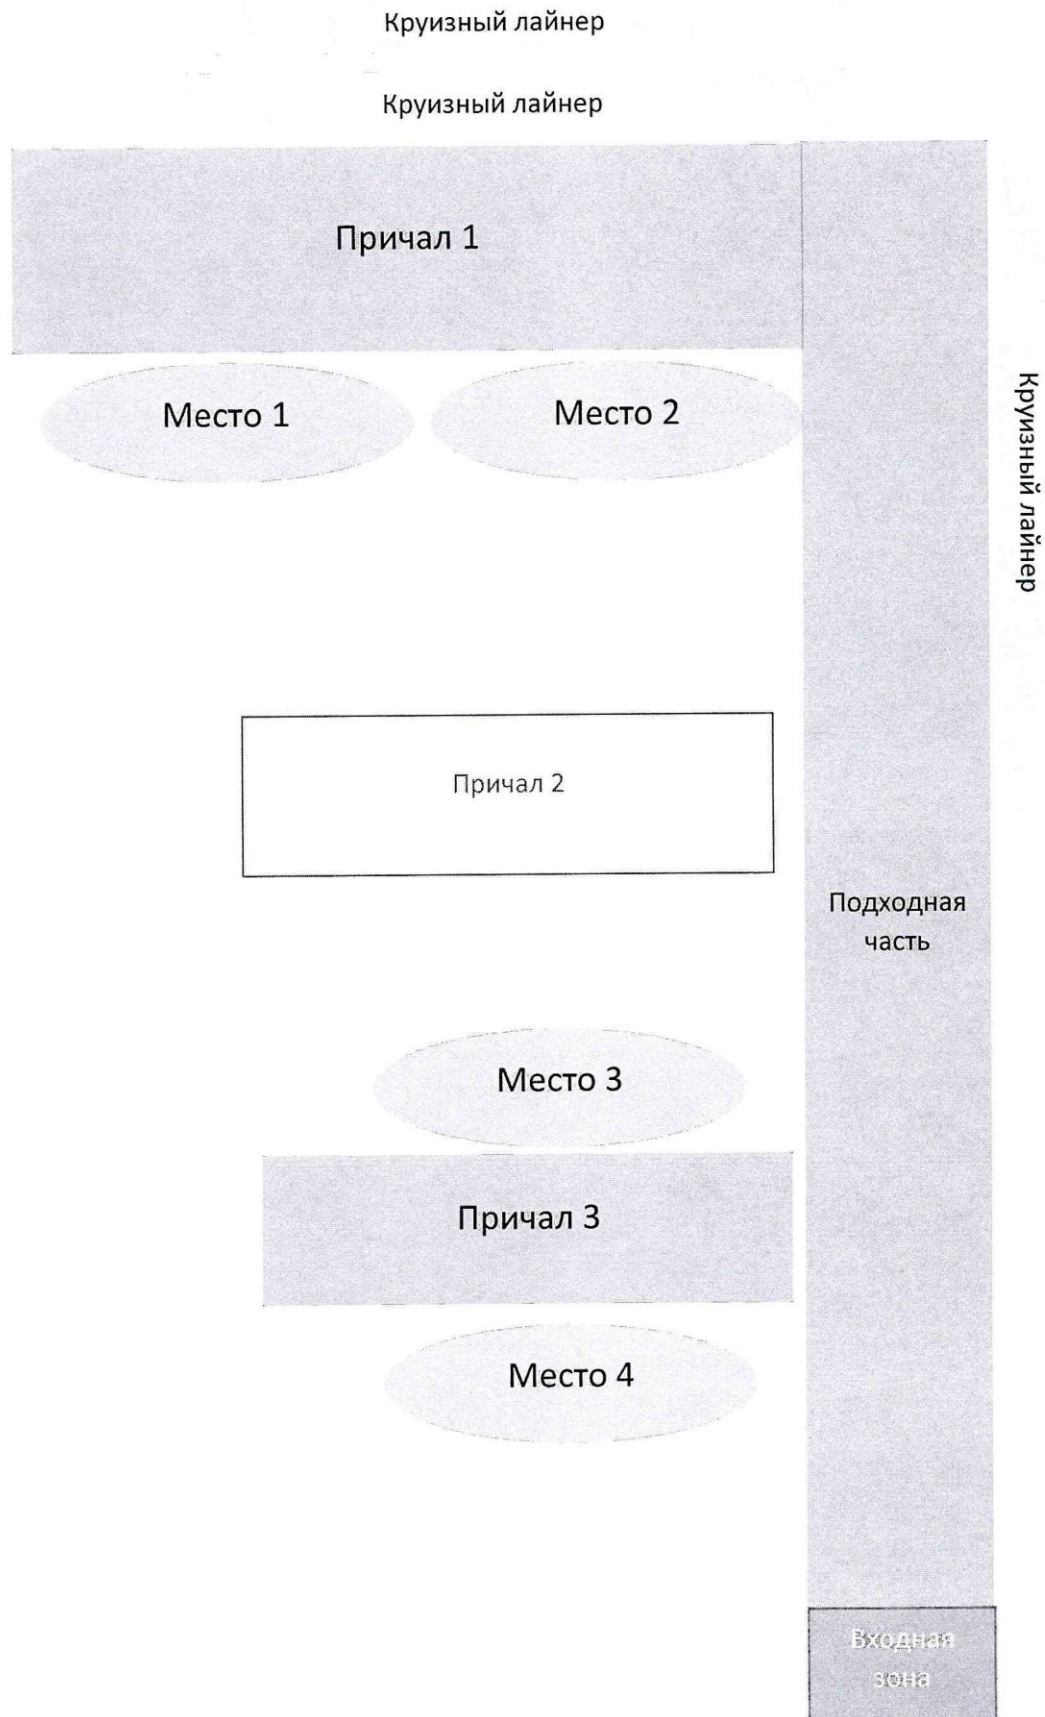 Круизный лайнер
Круизный лайнер
Причал 1
Место 1
Место 2
Круизный лайнер
Причал 2
Подходная
часть
Место 3
Причал 3
Место 4
Входная
зона